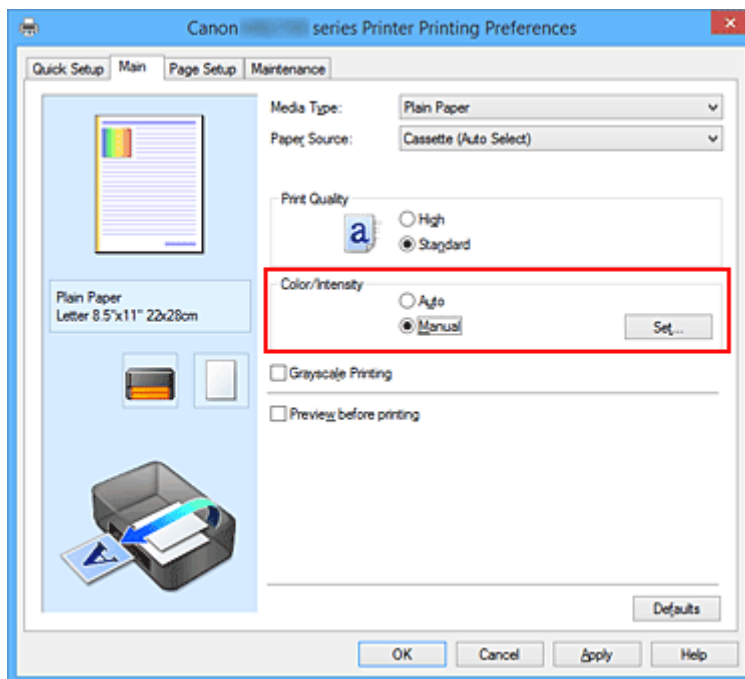 Canon series Printer Printing Preferences
Quick Setup Main Page Setup Maintenance
Media Type: Plain Paper
Paper Source: Cassette (Auto Select)
Print Quality
a
High
Standard
Color/Intensity
Auto
Manual
Set...
Plain Paper
Letter 8.5"x11" 22x28cm
Grayscale Printing
Preview before printing
A
Defaults
OK Cancel Apply Help